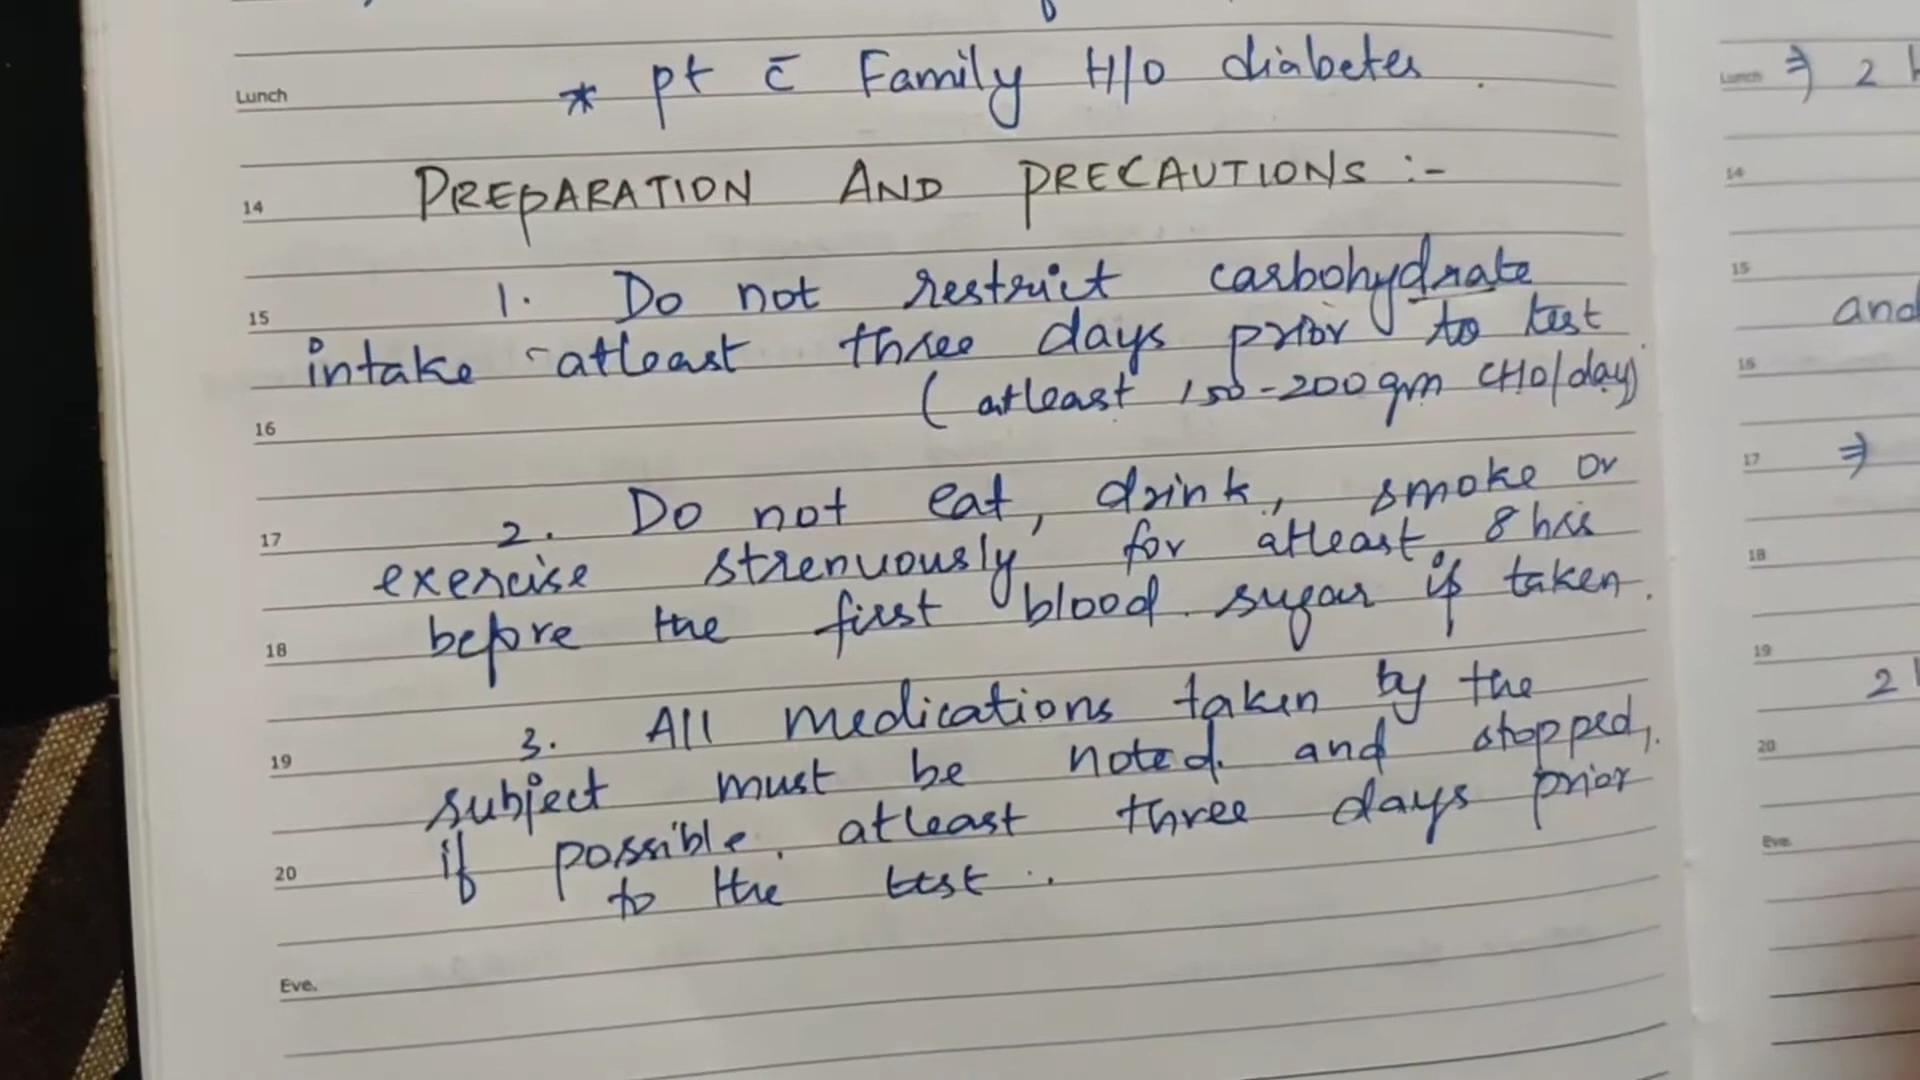 Lunch
* pt c̄ Family H/O diabetes.
14
PREPARATION AND PRECAUTIONS :-
15
1. Do not restrict carbohydrate
intake - atleast three days prior to test
16
(atleast 150-200 gm CHO/day)
17
2. Do not eat, drink, smoke or
exercise strenuously for atleast 8 hrs
18
before the first blood sugar is taken.
19
3. All medications taken by the
subject must be noted and stopped,
20
if possible, atleast three days prior
to the test.
Eve.
Lunch
⇒ 2
14
15
and
16
17
⇒
18
19
2
20
Eve.